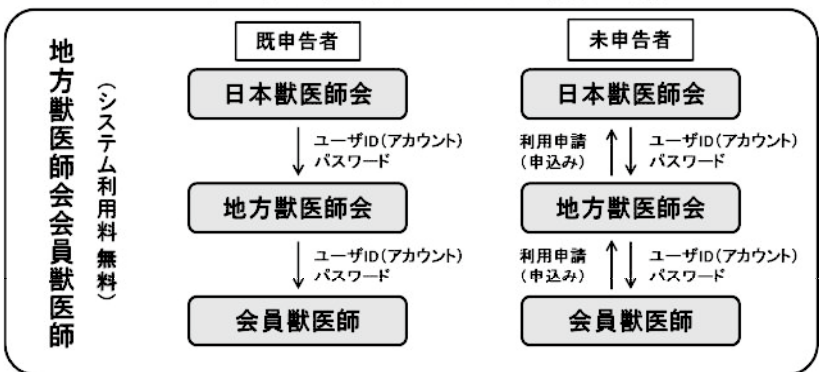 地方獣医師会会員獣医師
(システム利用料 無料)
既申告者
日本獣医師会
ユーザID(アカウント)
パスワード
地方獣医師会
ユーザID(アカウント)
パスワード
会員獣医師
未申告者
日本獣医師会
利用申請
(申込み)
ユーザID(アカウント)
パスワード
地方獣医師会
利用申請
(申込み)
ユーザID(アカウント)
パスワード
会員獣医師